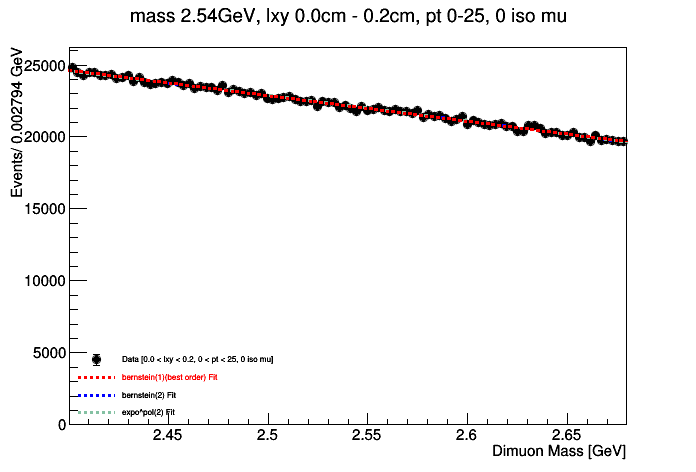 mass 2.54GeV, lxy 0.0cm - 0.2cm, pt 0-25, 0 iso mu
Events/ 0.002794 GeV
25000
20000
15000
10000
5000
0
Data [0.0 < lxy < 0.2, 0 < pt < 25, 0 iso mu]
bernstein(1)(best order) Fit
bernstein(2) Fit
expo^pol(2) Fit
2.45
2.5
2.55
2.6
2.65
Dimuon Mass [GeV]